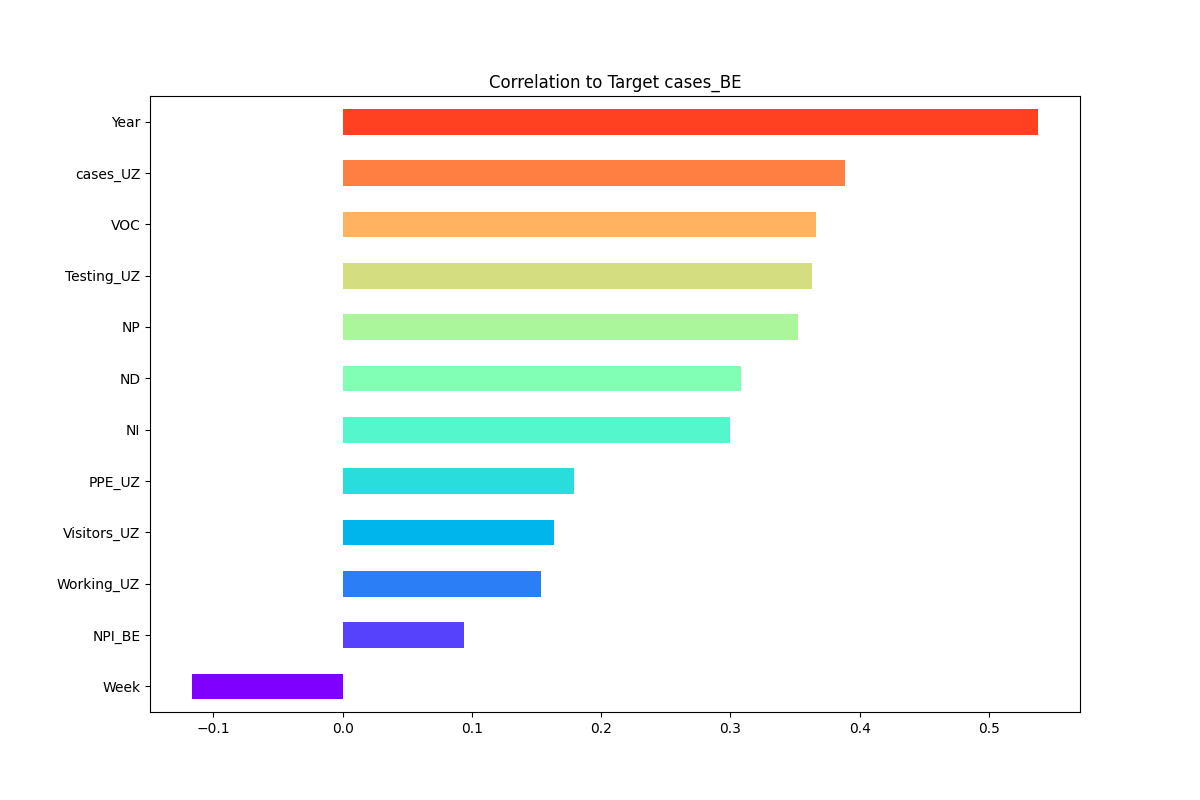 Correlation to Target cases_BE
Year
cases_UZ
VOC
Testing_UZ
NP
ND
NI
PPE_UZ
Visitors_UZ
Working_UZ
NPI_BE
Week
−0.1 0.0 0.1 0.2 0.3 0.4 0.5